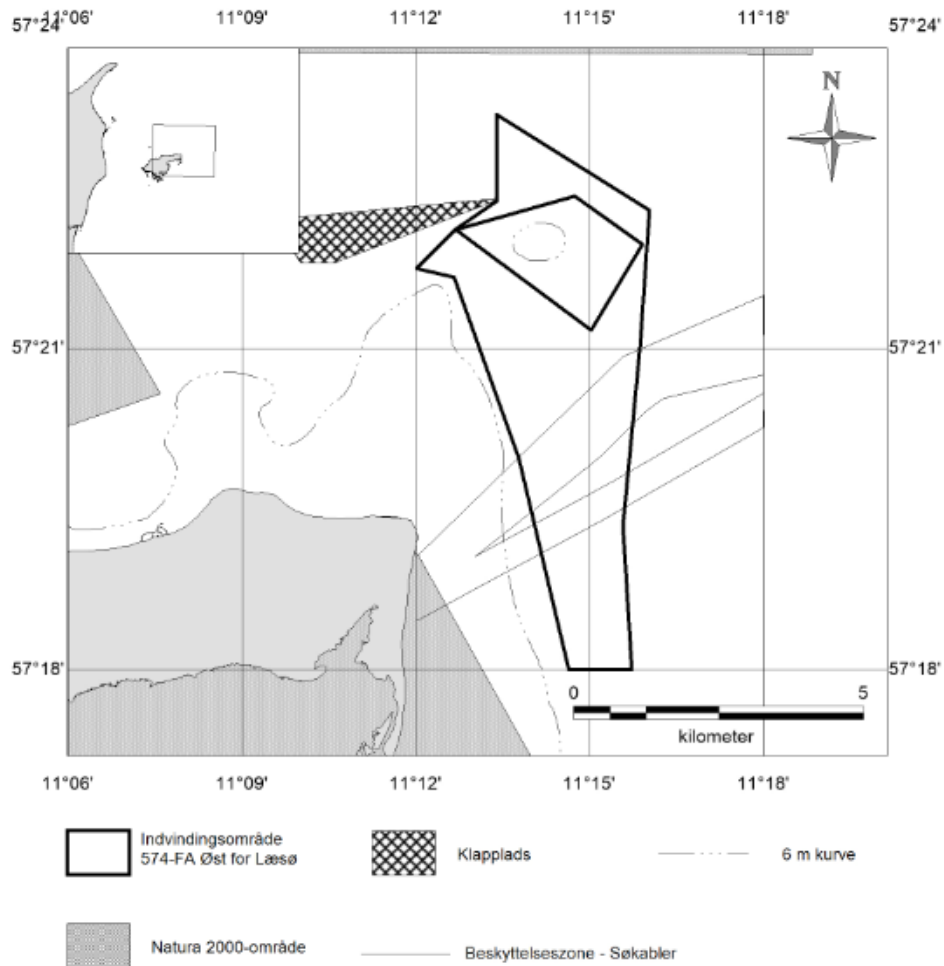 11°06' 11°09' 11°12' 11°15' 11°18'
57°24' 57°24'
N
57°21' 57°21'
57°18' 57°18'
0 5
kilometer
11°06' 11°09' 11°12' 11°15' 11°18'
Indvindingsområde
574-FA Øst for Læsø
Klapplads
6 m kurve
Natura 2000-område
Beskyttelseszone - Søkabler